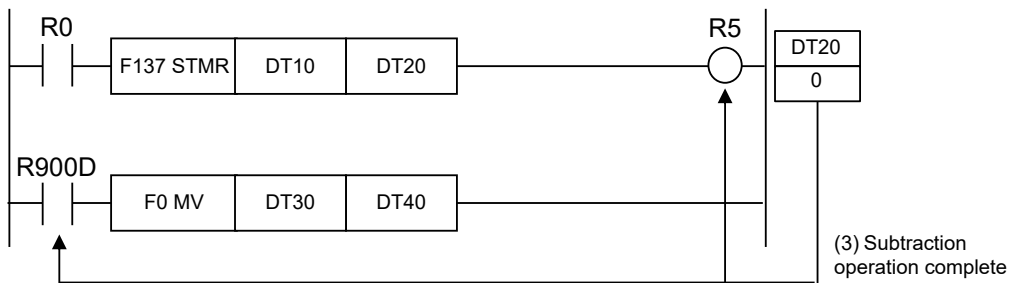 R0
R5
F137 STMR DT10 DT20
DT20
0
R900D
F0 MV DT30 DT40
(3) Subtraction
operation complete